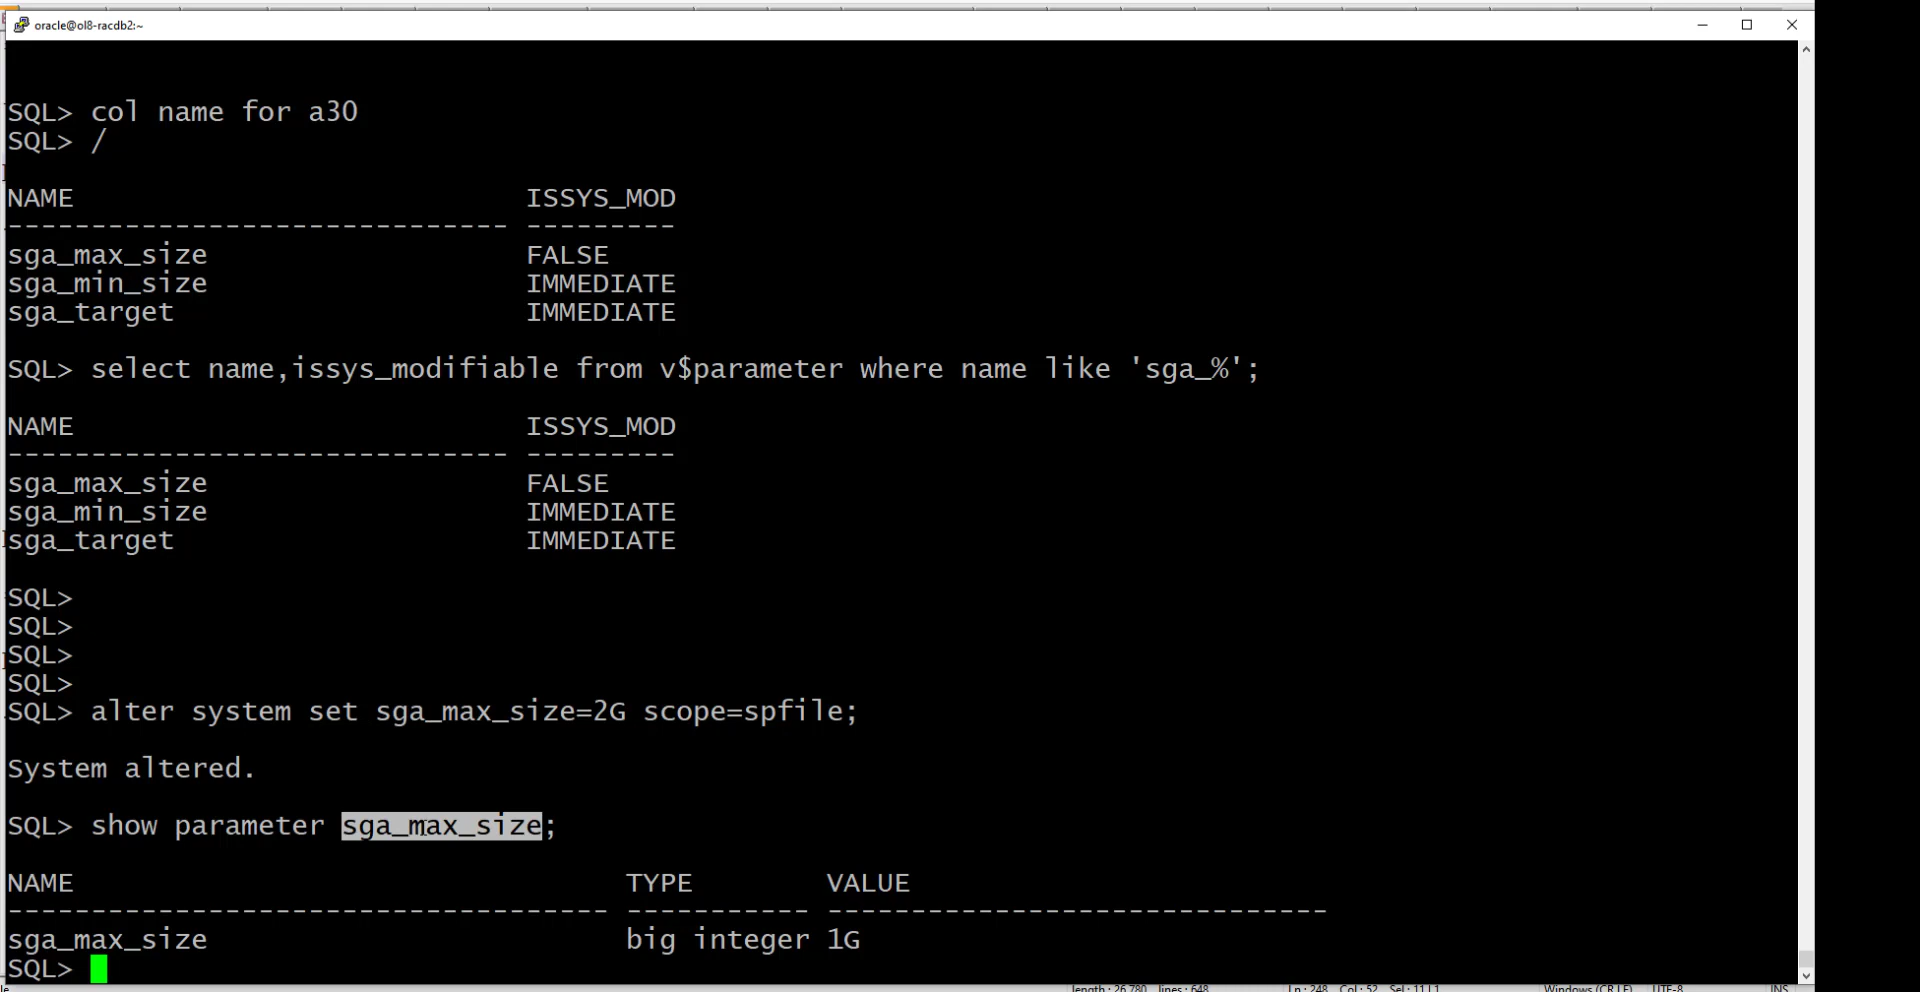 oracle@ol8-racdb2:~
SQL> col name for a30
SQL> /
NAME ISSYS_MOD
------------------------------ ---------
sga_max_size FALSE
sga_min_size IMMEDIATE
sga_target IMMEDIATE
SQL> select name,issys_modifiable from v$parameter where name like 'sga_%';
NAME ISSYS_MOD
------------------------------ ---------
sga_max_size FALSE
sga_min_size IMMEDIATE
sga_target IMMEDIATE
SQL>
SQL>
SQL>
SQL>
SQL> alter system set sga_max_size=2G scope=spfile;
System altered.
SQL> show parameter sga_max_size;
NAME TYPE VALUE
------------------------------------ ----------- ------------------------------
sga_max_size big integer 1G
SQL>
length : 26,780 lines : 648 Ln : 248 Col : 52 Sel : 11 | 1 Windows (CR LF) UTF-8 INS